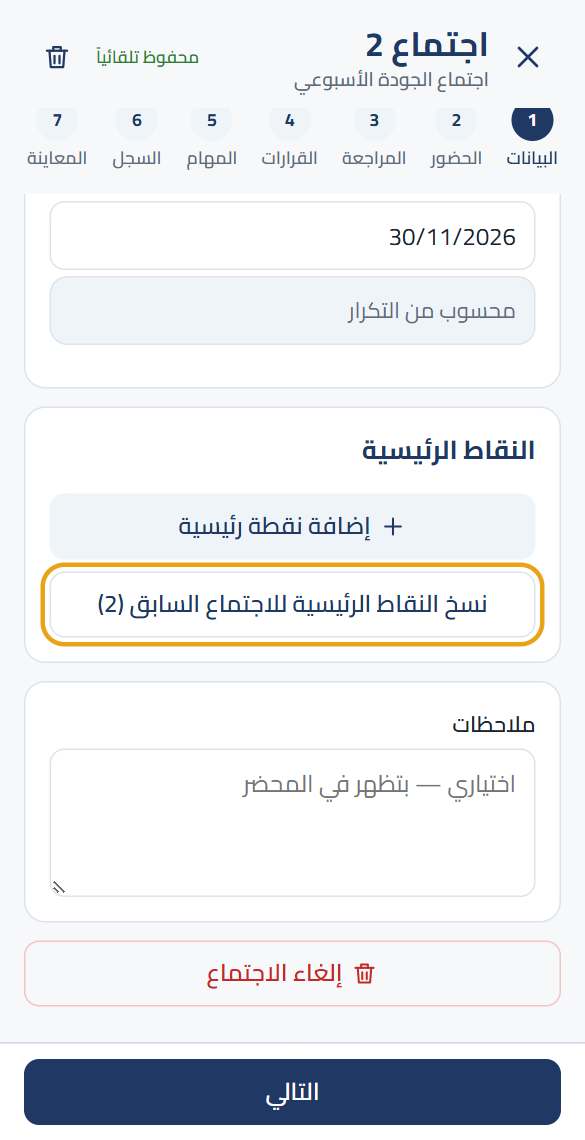 اجتماع 2
محفوظ تلقائياً
اجتماع الجودة الأسبوعي
1 2 3 4 5 6 7
البيانات الحضور المراجعة القرارات المهام السجل المعاينة
30/11/2026
محسوب من التكرار
النقاط الرئيسية
+ إضافة نقطة رئيسية
نسخ النقاط الرئيسية للاجتماع السابق (2)
ملاحظات
اختياري — بتظهر في المحضر
إلغاء الاجتماع
التالي